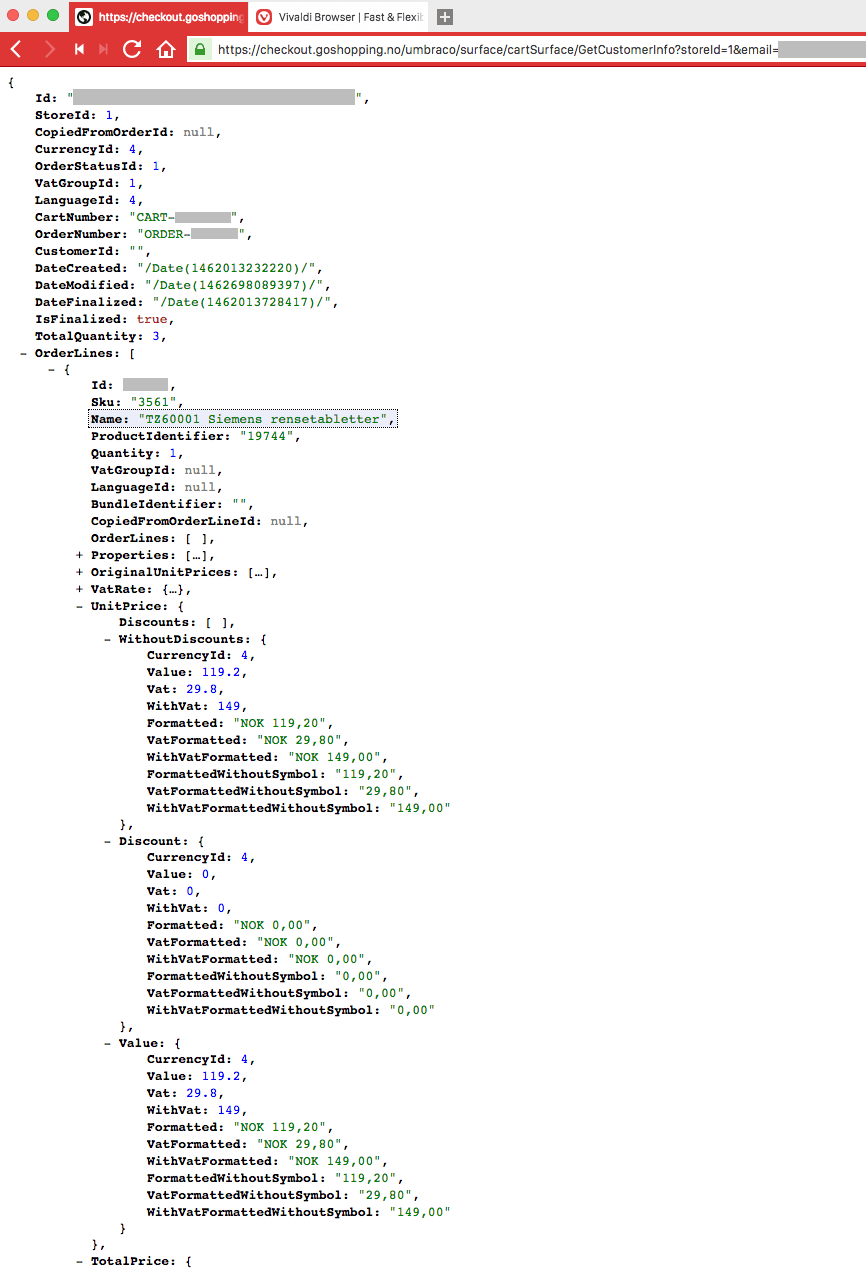 https://checkout.goshopping
Vivaldi Browser | Fast & Flexib
https://checkout.goshopping.no/umbraco/surface/cartSurface/GetCustomerInfo?storeId=1&email=
{
Id: "",
StoreId: 1,
CopiedFromOrderId: null,
CurrencyId: 4,
OrderStatusId: 1,
VatGroupId: 1,
LanguageId: 4,
CartNumber: "CART-",
OrderNumber: "ORDER-",
CustomerId: "",
DateCreated: "/Date(1462013232220)/",
DateModified: "/Date(1462698089397)/",
DateFinalized: "/Date(1462013728417)/",
IsFinalized: true,
TotalQuantity: 3,
- OrderLines: [
- {
Id: ,
Sku: "3561",
Name: "TZ60001 Siemens rensetabletter",
ProductIdentifier: "19744",
Quantity: 1,
VatGroupId: null,
LanguageId: null,
BundleIdentifier: "",
CopiedFromOrderLineId: null,
OrderLines: [ ],
+ Properties: […],
+ OriginalUnitPrices: […],
+ VatRate: {…},
- UnitPrice: {
Discounts: [ ],
- WithoutDiscounts: {
CurrencyId: 4,
Value: 119.2,
Vat: 29.8,
WithVat: 149,
Formatted: "NOK 119,20",
VatFormatted: "NOK 29,80",
WithVatFormatted: "NOK 149,00",
FormattedWithoutSymbol: "119,20",
VatFormattedWithoutSymbol: "29,80",
WithVatFormattedWithoutSymbol: "149,00"
},
- Discount: {
CurrencyId: 4,
Value: 0,
Vat: 0,
WithVat: 0,
Formatted: "NOK 0,00",
VatFormatted: "NOK 0,00",
WithVatFormatted: "NOK 0,00",
FormattedWithoutSymbol: "0,00",
VatFormattedWithoutSymbol: "0,00",
WithVatFormattedWithoutSymbol: "0,00"
},
- Value: {
CurrencyId: 4,
Value: 119.2,
Vat: 29.8,
WithVat: 149,
Formatted: "NOK 119,20",
VatFormatted: "NOK 29,80",
WithVatFormatted: "NOK 149,00",
FormattedWithoutSymbol: "119,20",
VatFormattedWithoutSymbol: "29,80",
WithVatFormattedWithoutSymbol: "149,00"
}
},
- TotalPrice: {